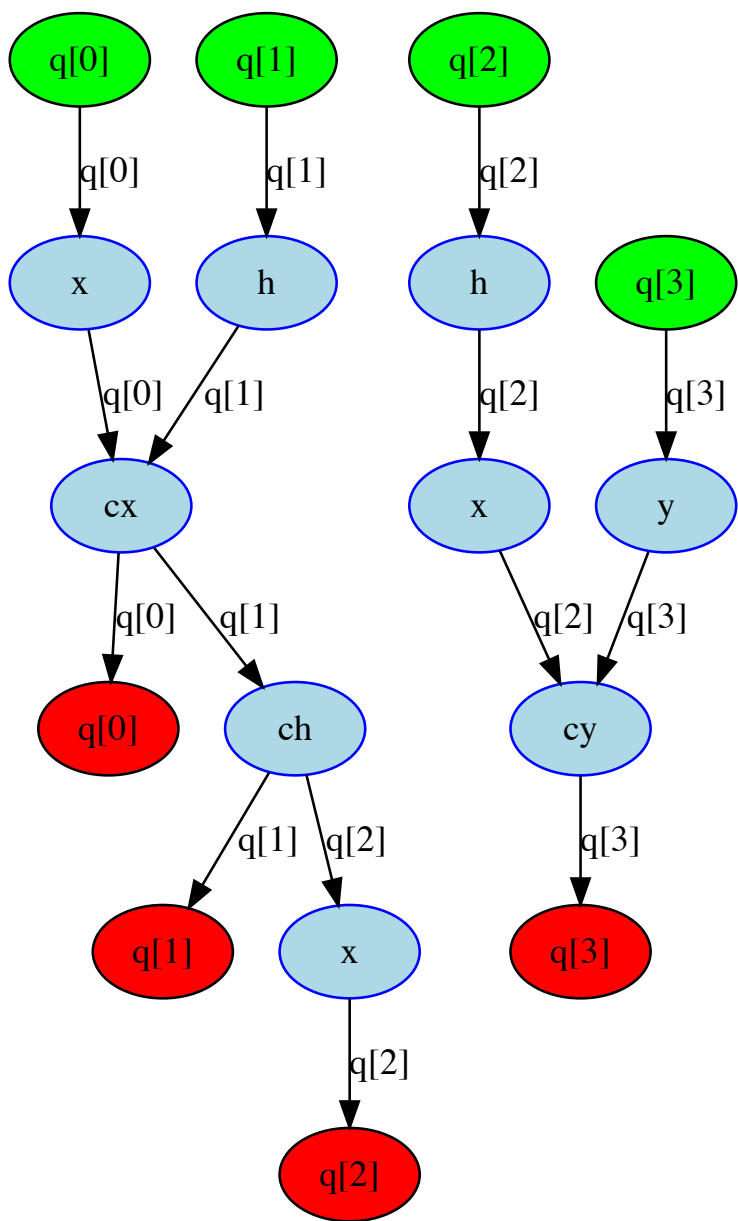 q[0] q[1] q[2]
q[0] q[1] q[2]
x h h q[3]
q[0] q[1] q[2] q[3]
cx x y
q[0] q[1] q[2] q[3]
q[0] ch cy
q[1] q[2] q[3]
q[1] x q[3]
q[2]
q[2]